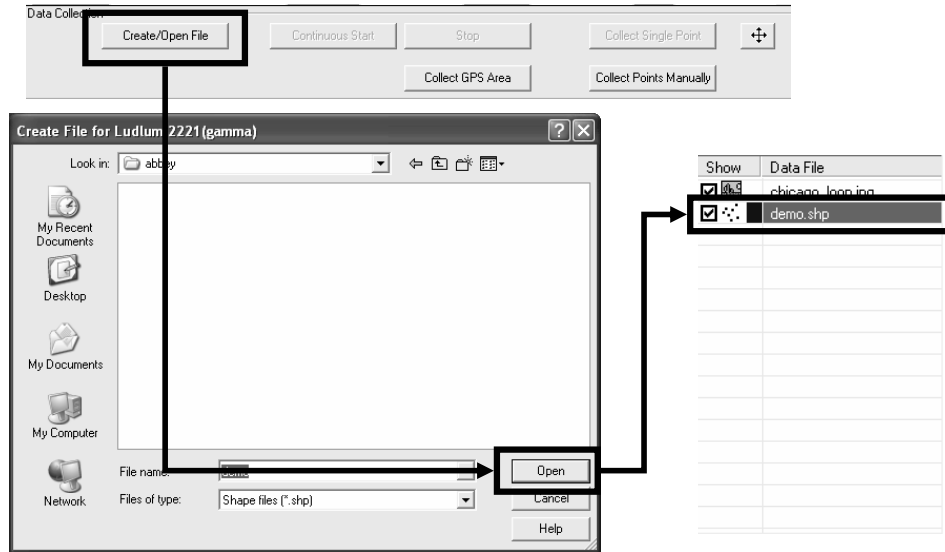 Data Collection
Create/Open File
Continuous Start
Stop
Collect Single Point
Collect GPS Area
Collect Points Manually
Create File for Ludlum 2221(gamma)
Look in:
abbey
My Recent
Documents
Desktop
My Documents
My Computer
Network
File name:
demo
Open
Files of type:
Shape files (*.shp)
Cancel
Help
Show
Data File
chicago_loop.jpg
demo.shp